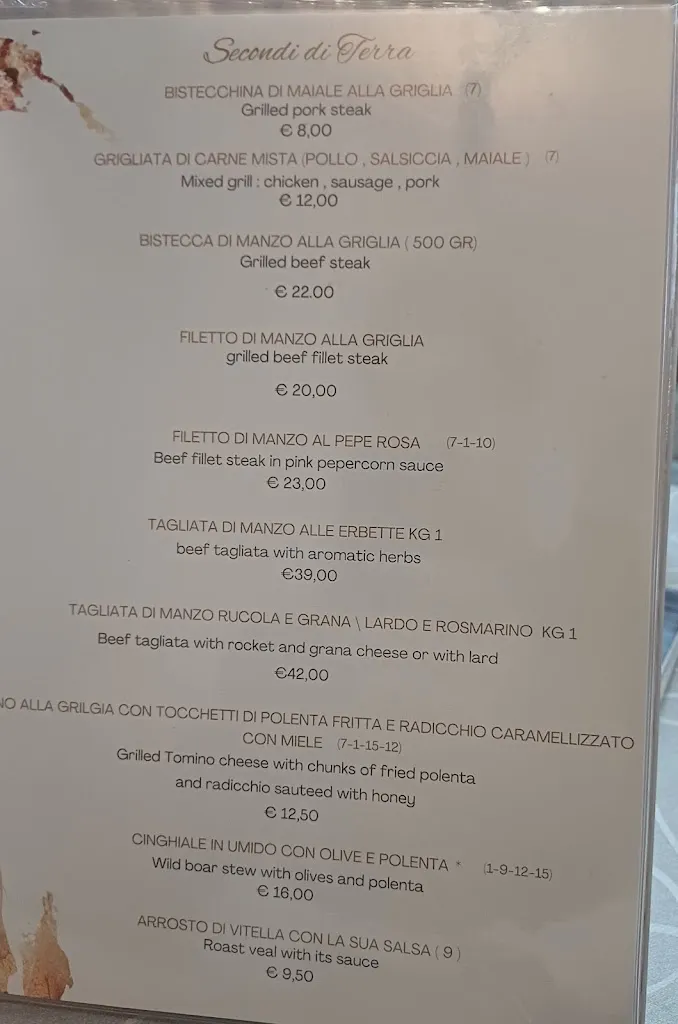 Secondi di Terra
BISTECCHINA DI MAIALE ALLA GRIGLIA (7)
Grilled pork steak
€ 8,00
GRIGLIATA DI CARNE MISTA (POLLO , SALSICCIA , MAIALE ) (7)
Mixed grill : chicken , sausage , pork
€ 12,00
BISTECCA DI MANZO ALLA GRIGLIA ( 500 GR)
Grilled beef steak
€ 22.00
FILETTO DI MANZO ALLA GRIGLIA
grilled beef fillet steak
€ 20,00
FILETTO DI MANZO AL PEPE ROSA (7-1-10)
Beef fillet steak in pink pepercorn sauce
€ 23,00
TAGLIATA DI MANZO ALLE ERBETTE KG 1
beef tagliata with aromatic herbs
€39,00
TAGLIATA DI MANZO RUCOLA E GRANA \ LARDO E ROSMARINO KG 1
Beef tagliata with rocket and grana cheese or with lard
€42,00
NO ALLA GRILGIA CON TOCCHETTI DI POLENTA FRITTA E RADICCHIO CARAMELLIZZATO
CON MIELE (7-1-15-12)
Grilled Tomino cheese with chunks of fried polenta
and radicchio sauteed with honey
€ 12,50
CINGHIALE IN UMIDO CON OLIVE E POLENTA * (1-9-12-15)
Wild boar stew with olives and polenta
€ 16,00
ARROSTO DI VITELLA CON LA SUA SALSA ( 9 )
Roast veal with its sauce
€ 9,50